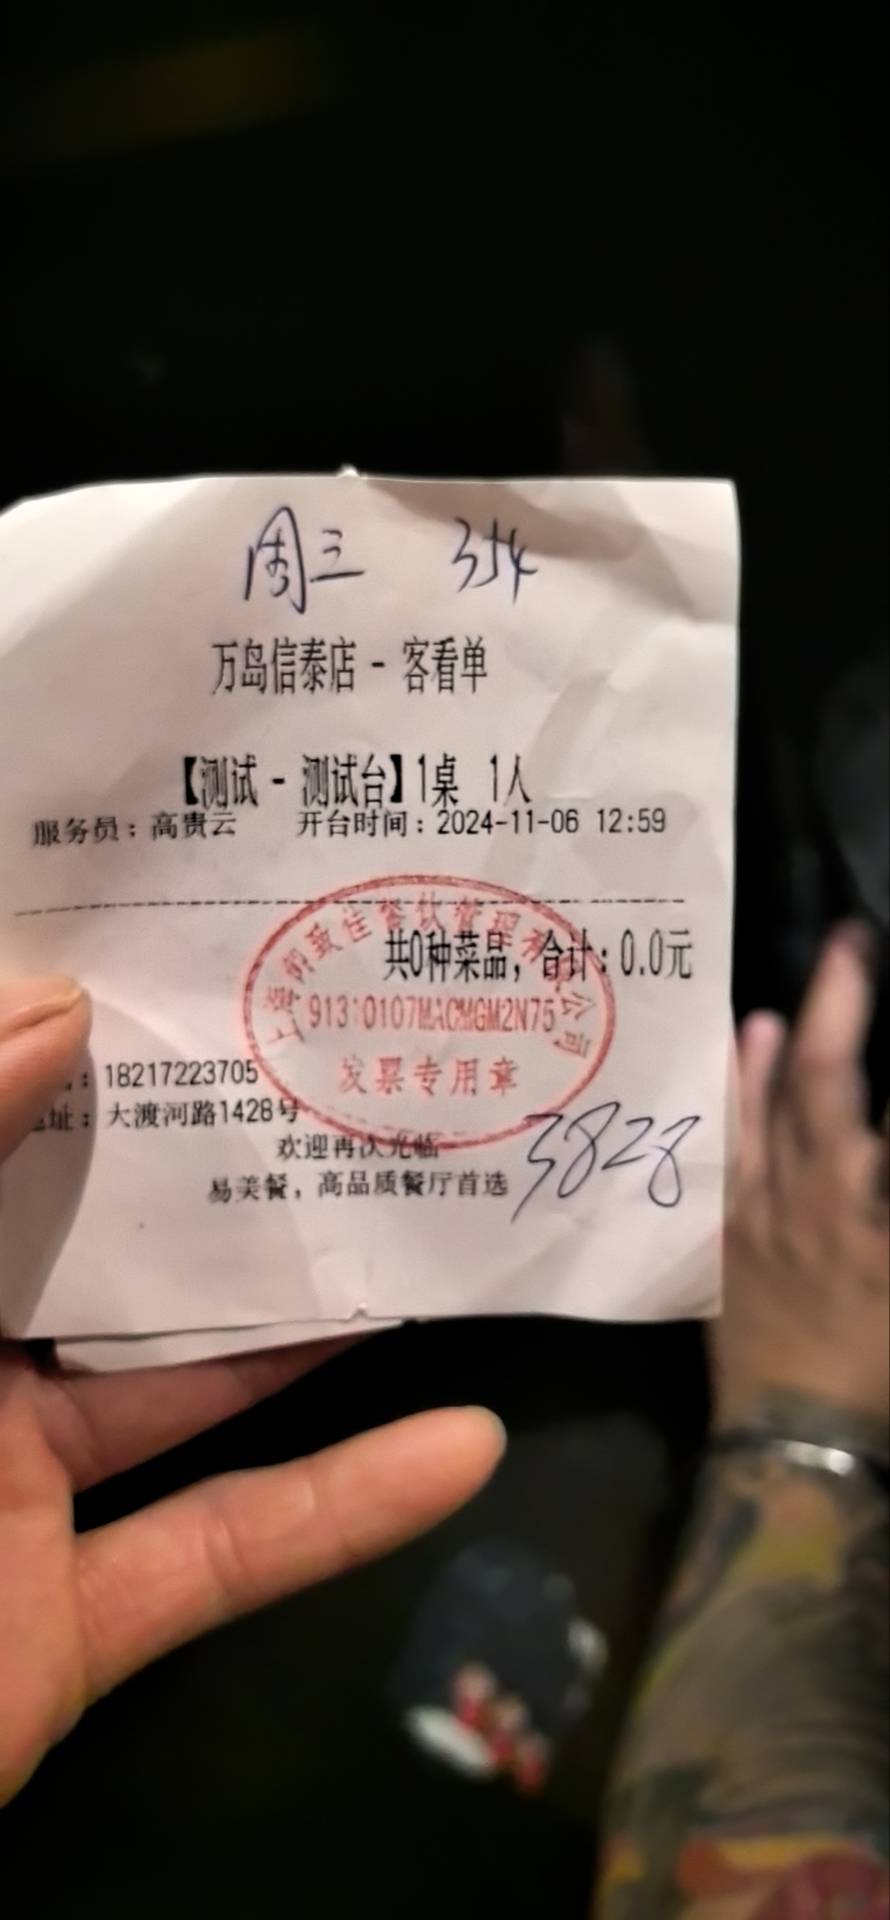 周三 354
万岛信泰店 - 客看单
【测试 - 测试台】1桌 1人
服务员：高贵云 开台时间：2024-11-06 12:59
共0种菜品，合计：0.0元
91310107MACMGM2N75
发票专用章
：18217223705
址：大渡河路1428号
欢迎再次光临
3828
易美餐，高品质餐厅首选